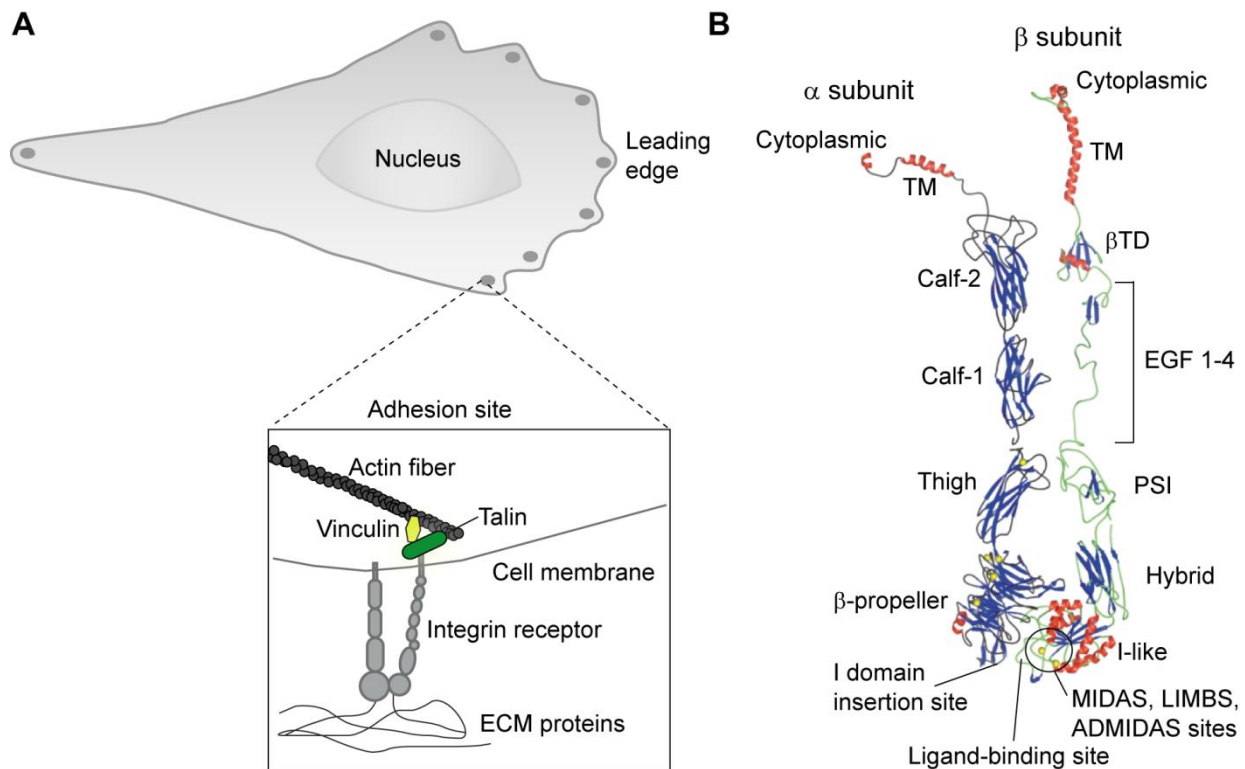 A
Nucleus
Leading
edge
Adhesion site
Actin fiber
Vinculin
Talin
Cell membrane
Integrin receptor
ECM proteins
B
β subunit
α subunit
Cytoplasmic
Cytoplasmic
TM
TM
βTD
Calf-2
EGF 1-4
Calf-1
Thigh
PSI
Hybrid
β-propeller
I-like
I domain
insertion site
MIDAS, LIMBS,
ADMIDAS sites
Ligand-binding site